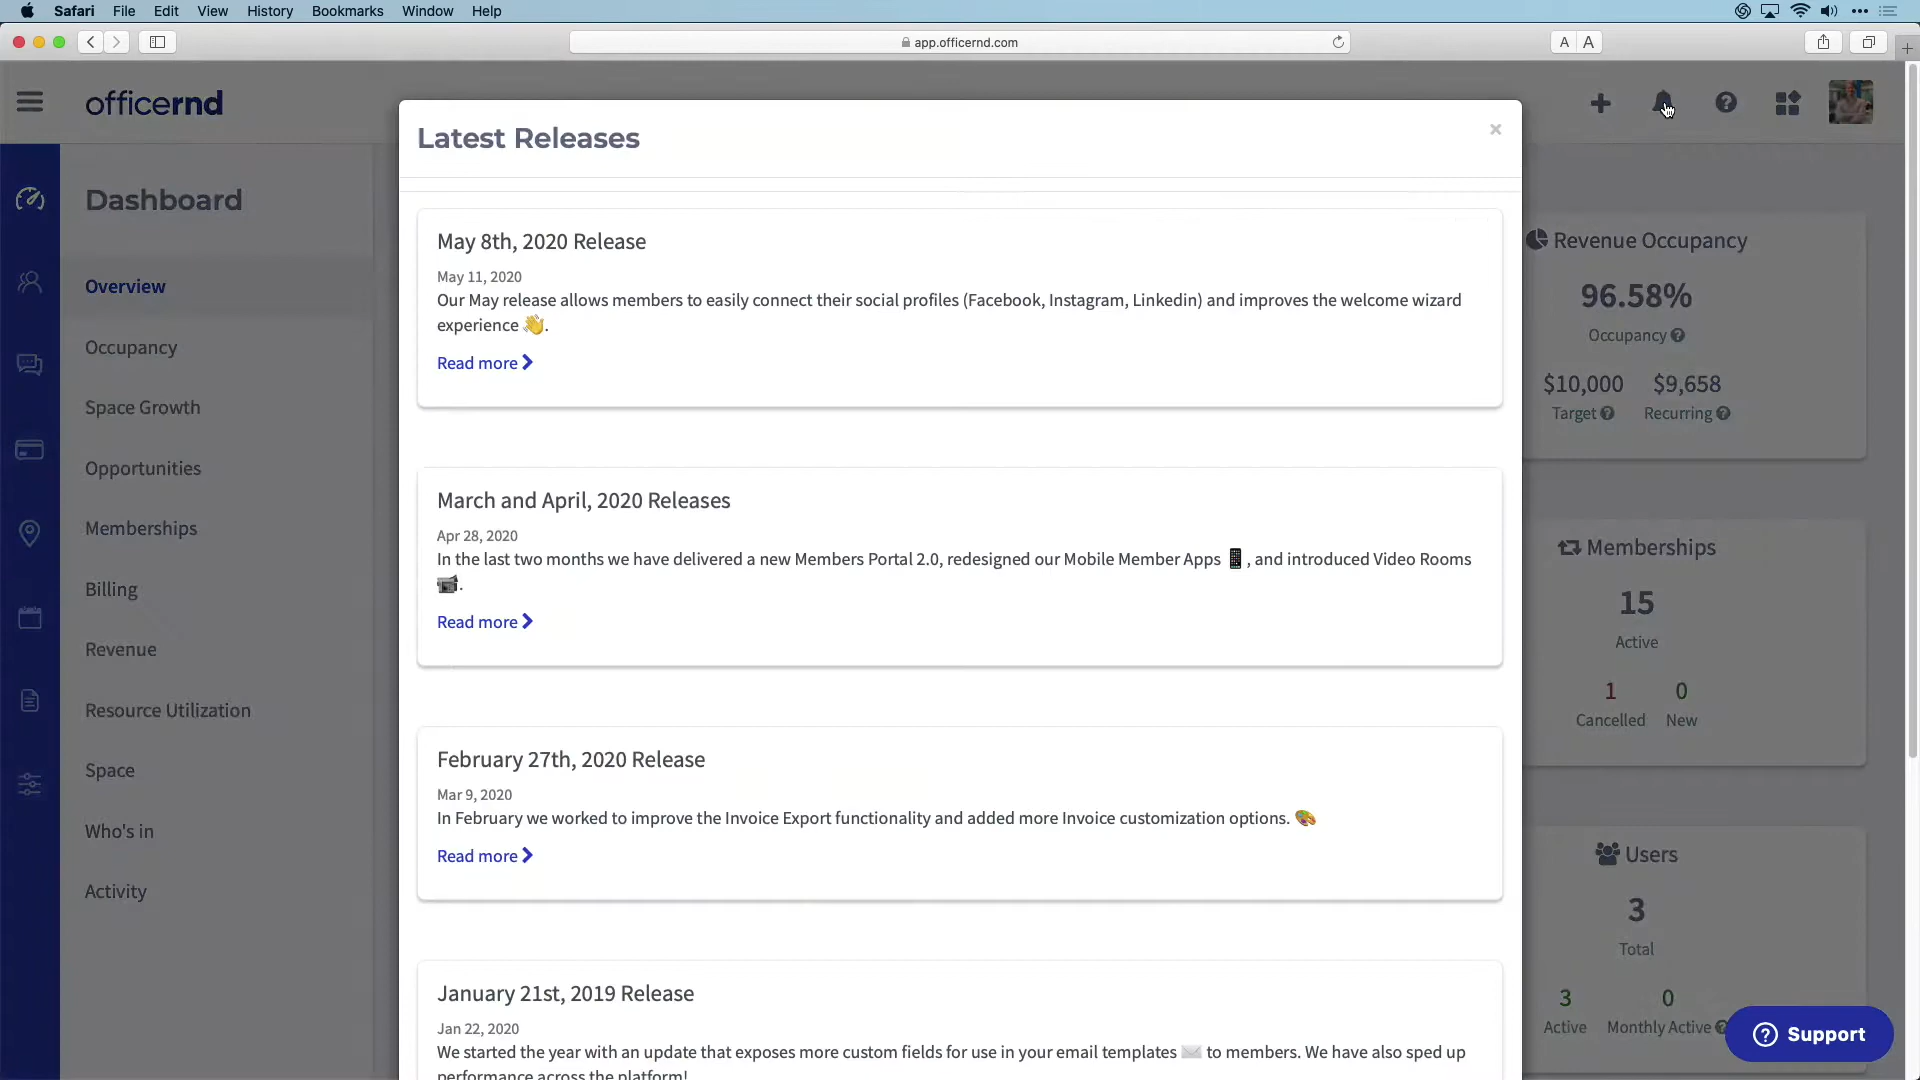 Safari File Edit View History Bookmarks Window Help
app.officernd.com
A A
officernd
Latest Releases
×
Dashboard
Overview
Occupancy
Space Growth
Opportunities
Memberships
Billing
Revenue
Resource Utilization
Space
Who's in
Activity
May 8th, 2020 Release
May 11, 2020
Our May release allows members to easily connect their social profiles (Facebook, Instagram, Linkedin) and improves the welcome wizard
experience 👋.
Read more
March and April, 2020 Releases
Apr 28, 2020
In the last two months we have delivered a new Members Portal 2.0, redesigned our Mobile Member Apps 📱, and introduced Video Rooms
🎥.
Read more
February 27th, 2020 Release
Mar 9, 2020
In February we worked to improve the Invoice Export functionality and added more Invoice customization options. 🎨
Read more
January 21st, 2019 Release
Jan 22, 2020
We started the year with an update that exposes more custom fields for use in your email templates ✉️ to members. We have also sped up
performance across the platform!
Revenue Occupancy
96.58%
Occupancy
$10,000 $9,658
Target Recurring
Memberships
15
Active
1 0
Cancelled New
Users
3
Total
3 0
Active Monthly Active
Support